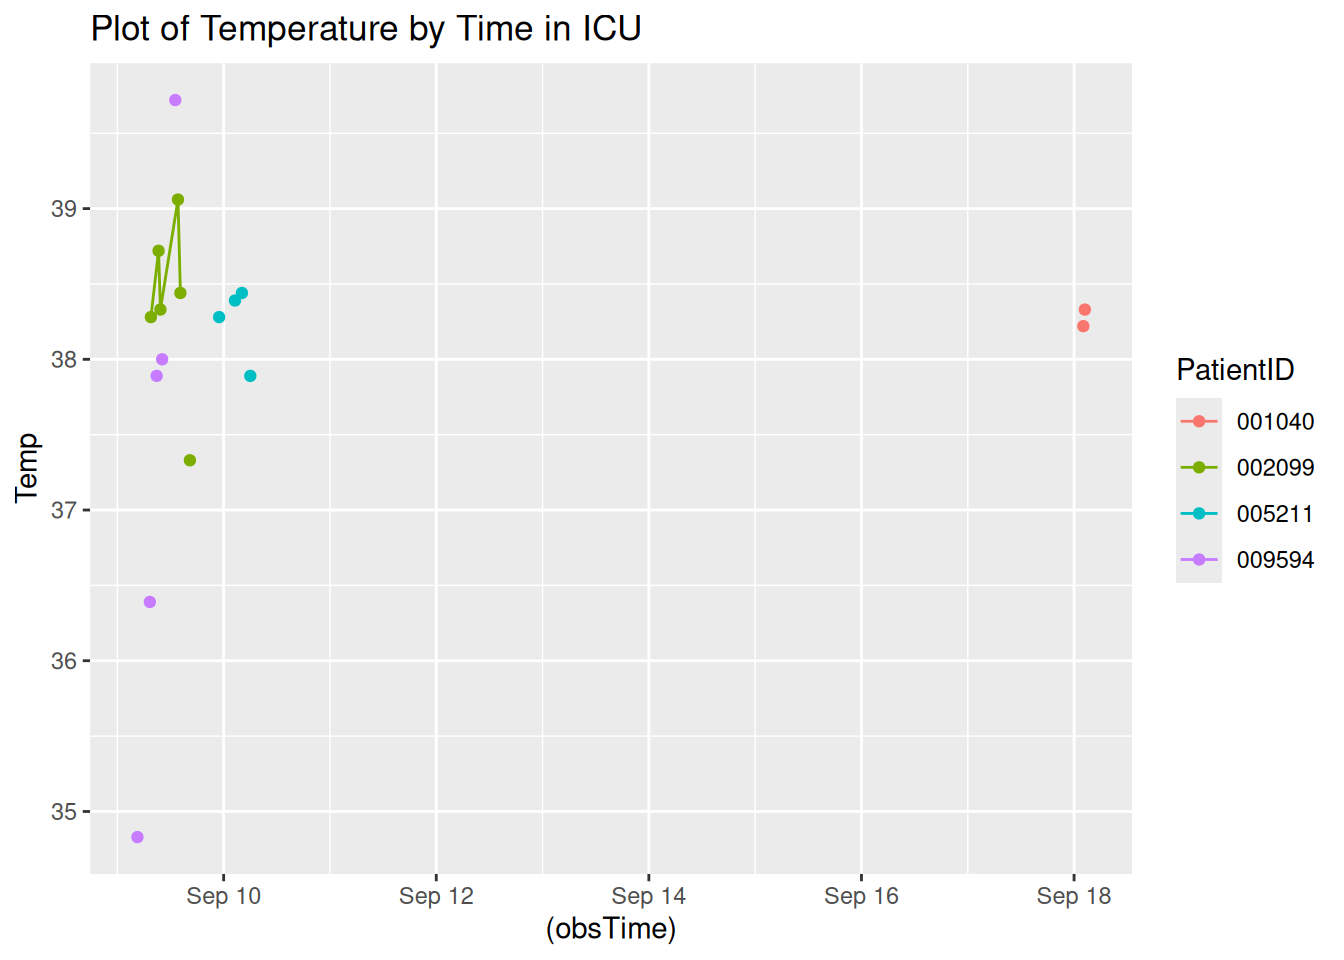 Plot of Temperature by Time in ICU
39
38
37
36
35
Temp
Sep 10 Sep 12 Sep 14 Sep 16 Sep 18
(obsTime)
PatientID
001040
002099
005211
009594